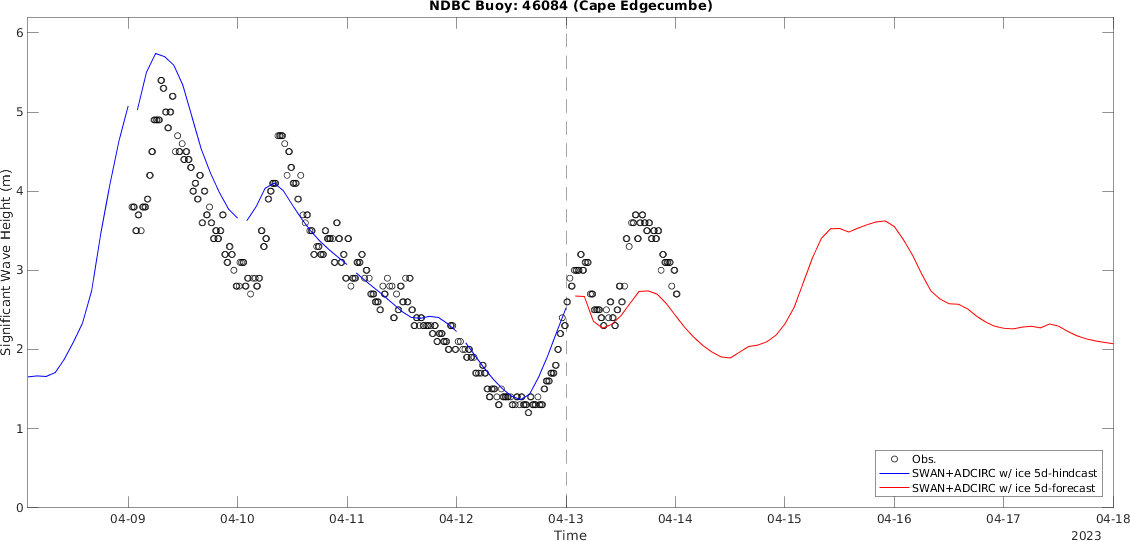 NDBC Buoy: 46084 (Cape Edgecumbe)
Significant Wave Height (m)
6
5
4
3
2
1
0
Obs.
SWAN+ADCIRC w/ ice 5d-hindcast
SWAN+ADCIRC w/ ice 5d-forecast
04-09 04-10 04-11 04-12 04-13 04-14 04-15 04-16 04-17 04-18
Time
2023